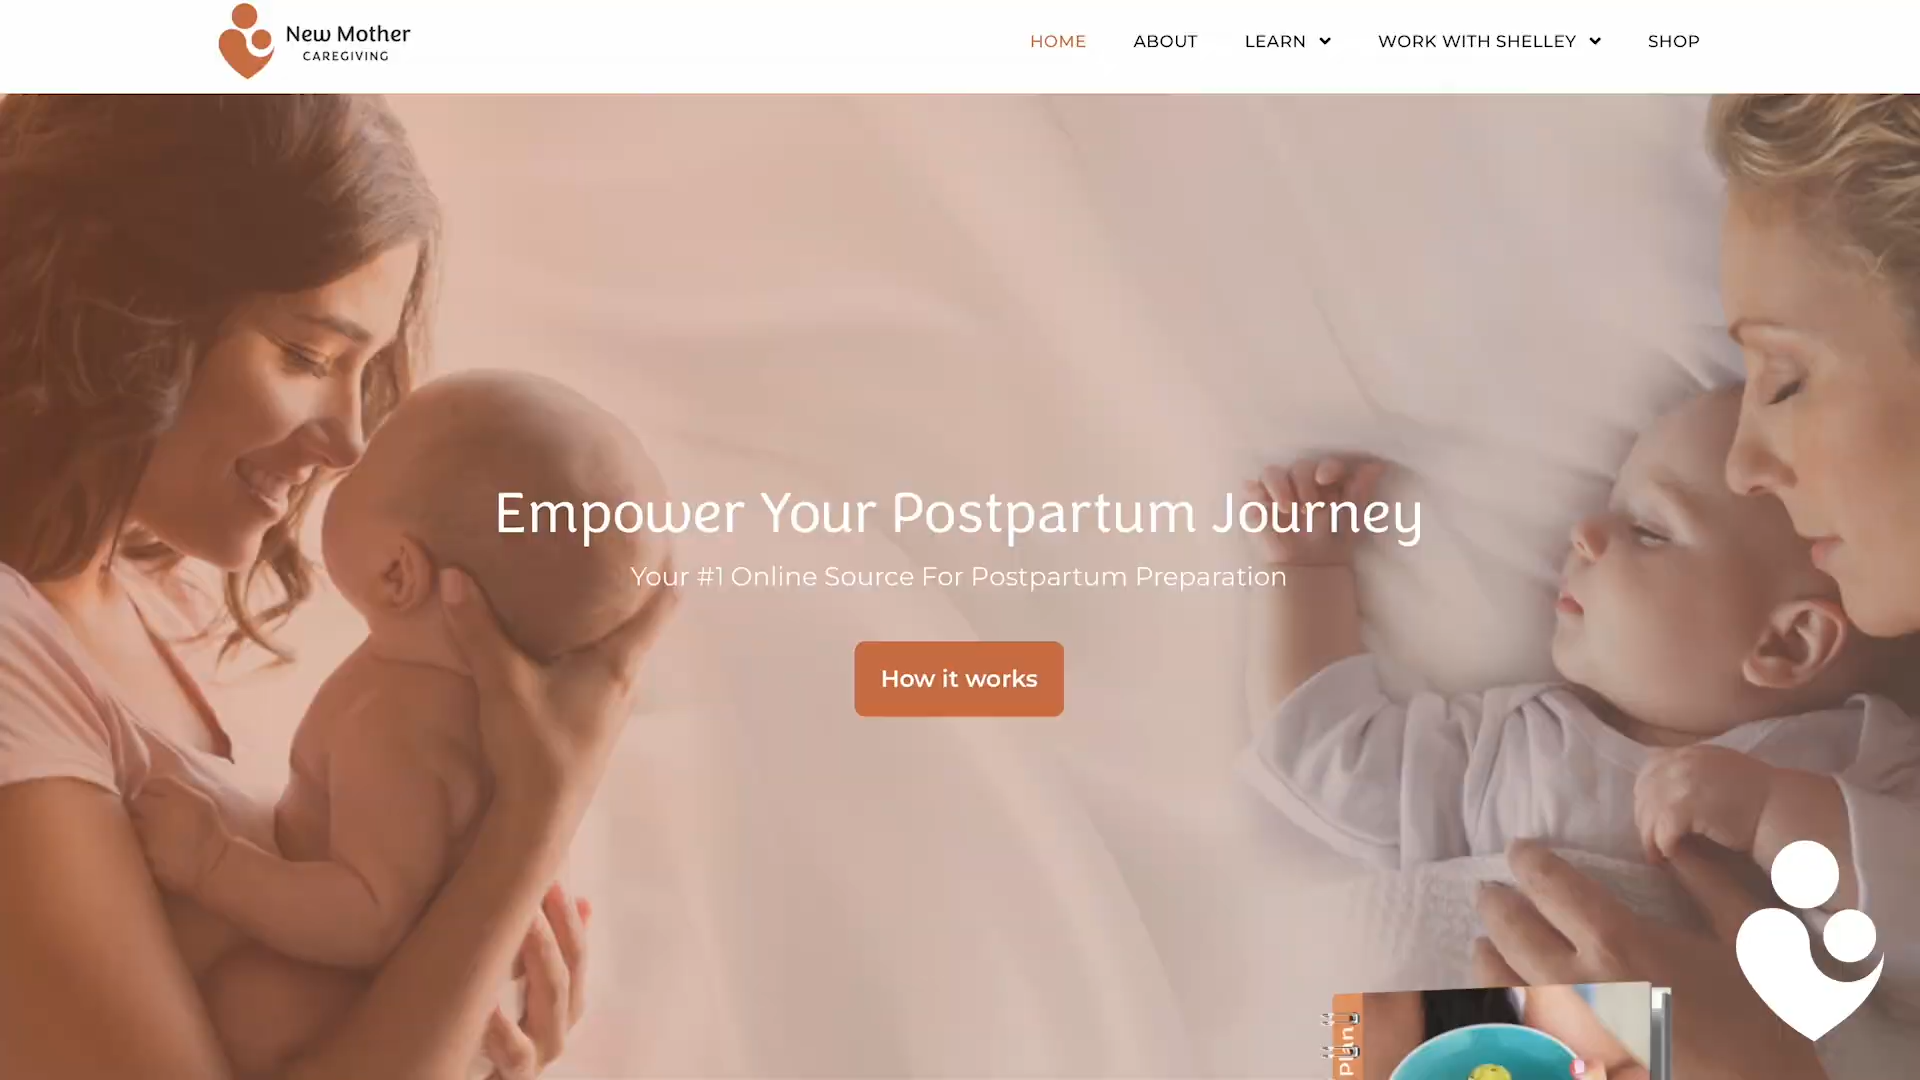 New Mother
CAREGIVING
HOME
ABOUT
LEARN
WORK WITH SHELLEY
SHOP
Empower Your Postpartum Journey
Your #1 Online Source For Postpartum Preparation
How it works
Plan